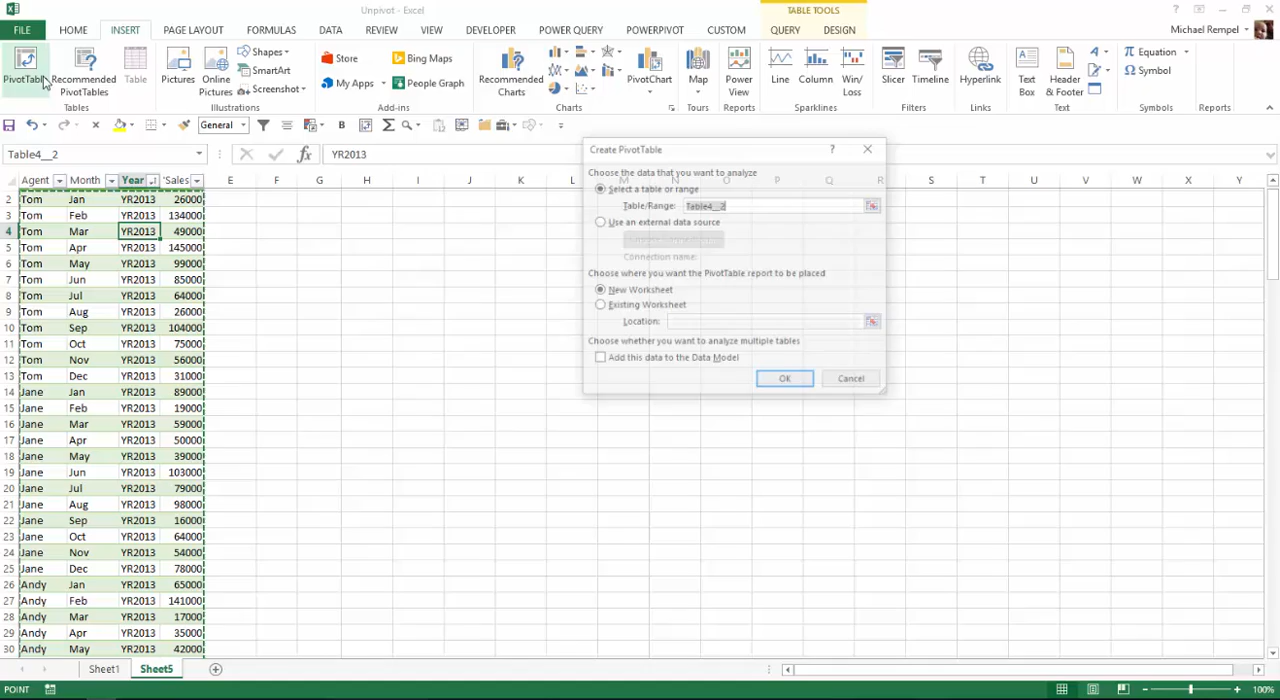 Unpivot - Excel
TABLE TOOLS
FILE HOME INSERT PAGE LAYOUT FORMULAS DATA REVIEW VIEW DEVELOPER POWER QUERY POWERPIVOT CUSTOM QUERY DESIGN Michael Rempel
PivotTable Recommended PivotTables Table
Tables
Pictures Online Pictures Shapes SmartArt Screenshot
Illustrations
Store My Apps Bing Maps People Graph
Add-ins
Recommended Charts PivotChart
Charts
Map
Tours
Power View
Reports
Line Column Win/Loss
Sparklines
Slicer Timeline
Filters
Hyperlink
Links
Text Box Header & Footer
Text
Equation Symbol
Symbols
Reports
General
Table4__2 fx YR2013
Agent Month Year 'Sales E F G H I J K L M N O P Q R S T U V W X Y
2 Tom Jan YR2013 26000
3 Tom Feb YR2013 134000
4 Tom Mar YR2013 49000
5 Tom Apr YR2013 145000
6 Tom May YR2013 99000
7 Tom Jun YR2013 85000
8 Tom Jul YR2013 64000
9 Tom Aug YR2013 26000
10 Tom Sep YR2013 104000
11 Tom Oct YR2013 75000
12 Tom Nov YR2013 56000
13 Tom Dec YR2013 31000
14 Jane Jan YR2013 89000
15 Jane Feb YR2013 19000
16 Jane Mar YR2013 59000
17 Jane Apr YR2013 50000
18 Jane May YR2013 39000
19 Jane Jun YR2013 103000
20 Jane Jul YR2013 79000
21 Jane Aug YR2013 98000
22 Jane Sep YR2013 16000
23 Jane Oct YR2013 64000
24 Jane Nov YR2013 54000
25 Jane Dec YR2013 78000
26 Andy Jan YR2013 65000
27 Andy Feb YR2013 141000
28 Andy Mar YR2013 17000
29 Andy Apr YR2013 35000
30 Andy May YR2013 42000
Create PivotTable
Choose the data that you want to analyze
Select a table or range
Table/Range: Table4__2
Use an external data source
Connection name:
Choose where you want the PivotTable report to be placed
New Worksheet
Existing Worksheet
Location:
Choose whether you want to analyze multiple tables
Add this data to the Data Model
OK Cancel
Sheet1 Sheet5
POINT 100%